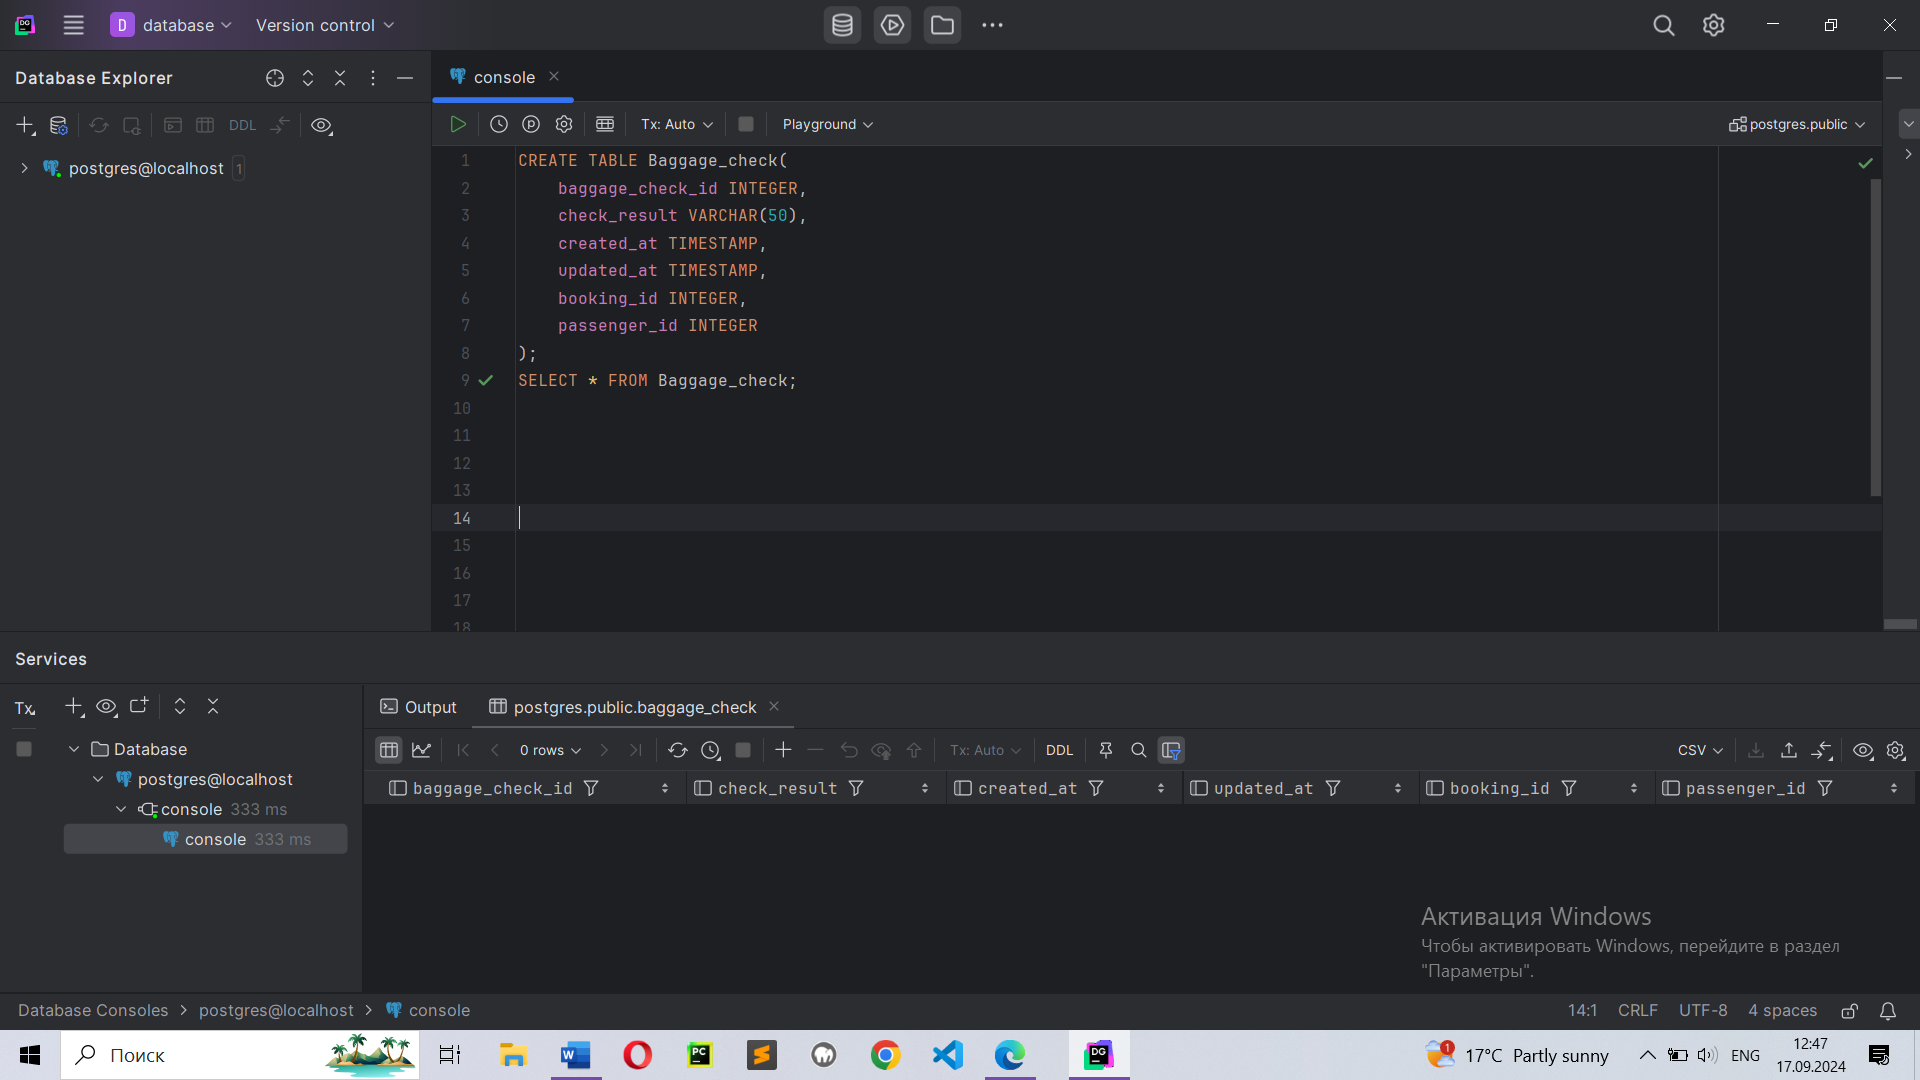 D database Version control
Database Explorer
console
DDL
Tx: Auto Playground postgres.public
postgres@localhost 1
1 CREATE TABLE Baggage_check(
2 baggage_check_id INTEGER,
3 check_result VARCHAR(50),
4 created_at TIMESTAMP,
5 updated_at TIMESTAMP,
6 booking_id INTEGER,
7 passenger_id INTEGER
8 );
9 SELECT * FROM Baggage_check;
10
11
12
13
14
15
16
17
18
Services
Tx
Output postgres.public.baggage_check
Database
0 rows Tx: Auto DDL CSV
postgres@localhost
baggage_check_id check_result created_at updated_at booking_id passenger_id
console 333 ms
console 333 ms
Активация Windows
Чтобы активировать Windows, перейдите в раздел
"Параметры".
Database Consoles > postgres@localhost > console 14:1 CRLF UTF-8 4 spaces
Поиск 1 17°C Partly sunny ENG 12:47
17.09.2024